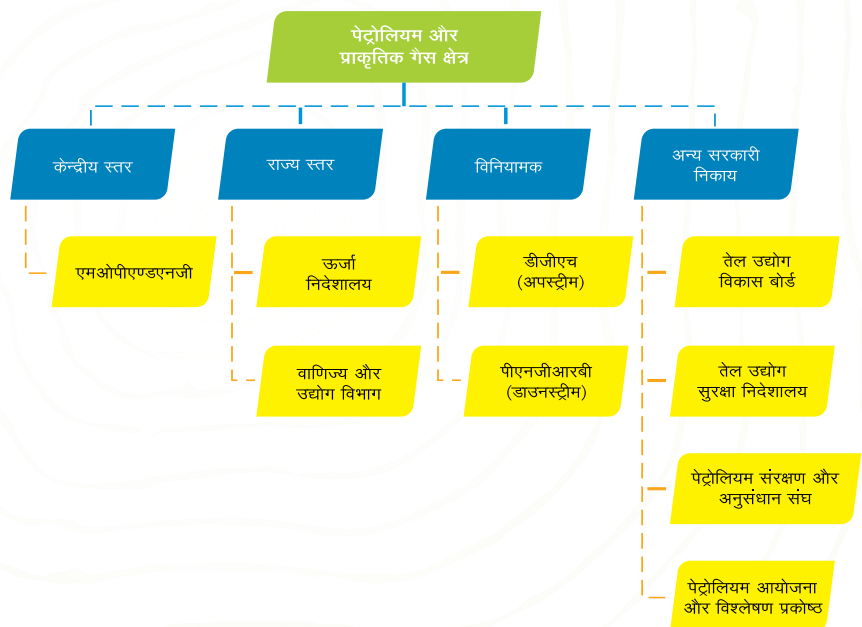 पेट्रोलियम और
प्राकृतिक गैस क्षेत्र
केन्द्रीय स्तर
राज्य स्तर
विनियामक
अन्य सरकारी
निकाय
एमओपीएण्डएनजी
ऊर्जा
निदेशालय
डीजीएच
(अपस्ट्रीम)
तेल उद्योग
विकास बोर्ड
वाणिज्य और
उद्योग विभाग
पीएनजीआरबी
(डाउनस्ट्रीम)
तेल उद्योग
सुरक्षा निदेशालय
पेट्रोलियम संरक्षण और
अनुसंधान संघ
पेट्रोलियम आयोजना
और विश्लेषण प्रकोष्ठ